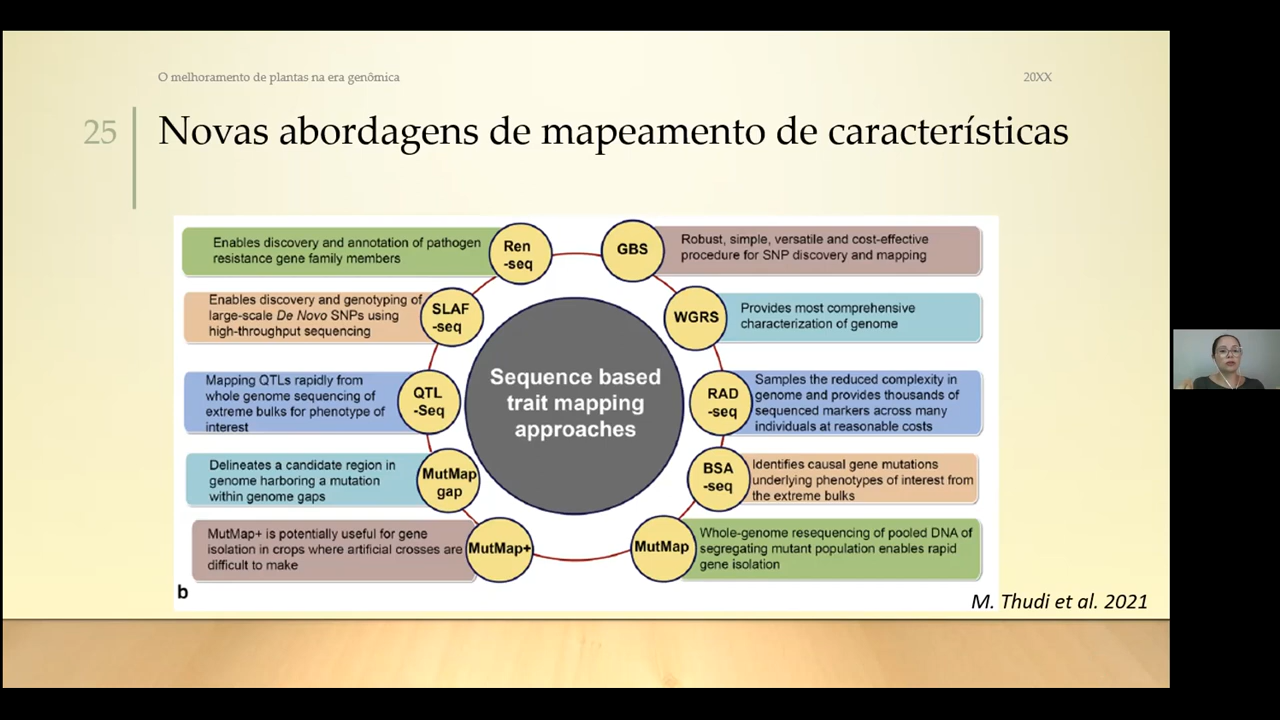 O melhoramento de plantas na era genômica
20XX
25
Novas abordagens de mapeamento de características
Enables discovery and annotation of pathogen
resistance gene family members
Ren
-seq
GBS
Robust, simple, versatile and cost-effective
procedure for SNP discovery and mapping
Enables discovery and genotyping of
large-scale De Novo SNPs using
high-throughput sequencing
SLAF
-seq
WGRS
Provides most comprehensive
characterization of genome
Mapping QTLs rapidly from
whole genome sequencing of
extreme bulks for phenotype of
interest
QTL
-Seq
Sequence based
trait mapping
approaches
RAD
-seq
Samples the reduced complexity in
genome and provides thousands of
sequenced markers across many
individuals at reasonable costs
Delineates a candidate region in
genome harboring a mutation
within genome gaps
MutMap
gap
BSA
-seq
Identifies causal gene mutations
underlying phenotypes of interest from
the extreme bulks
MutMap+ is potentially useful for gene
isolation in crops where artificial crosses are
difficult to make
MutMap+
MutMap
Whole-genome resequencing of pooled DNA of
segregating mutant population enables rapid
gene isolation
b
M. Thudi et al. 2021